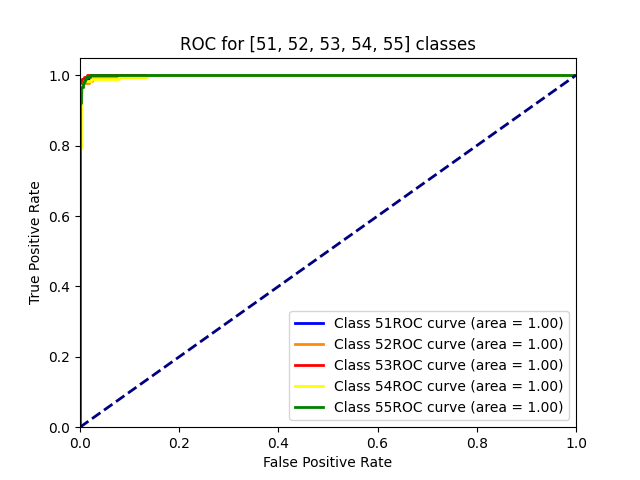 ROC for [51, 52, 53, 54, 55] classes
True Positive Rate
1.0
0.8
0.6
0.4
0.2
0.0
Class 51ROC curve (area = 1.00)
Class 52ROC curve (area = 1.00)
Class 53ROC curve (area = 1.00)
Class 54ROC curve (area = 1.00)
Class 55ROC curve (area = 1.00)
0.0 0.2 0.4 0.6 0.8 1.0
False Positive Rate